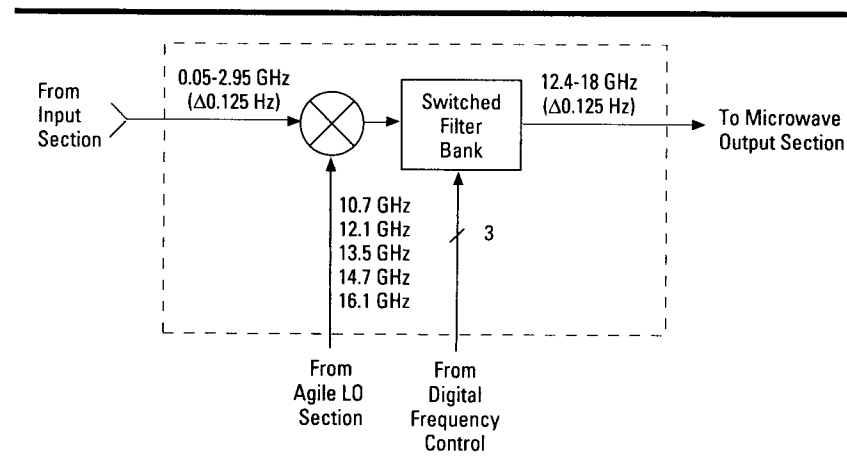 From
Input
Section
0.05-2.95 GHz
(Δ0.125 Hz)
Switched
Filter
Bank
12.4-18 GHz
(Δ0.125 Hz)
To Microwave
Output Section
10.7 GHz
12.1 GHz
13.5 GHz
14.7 GHz
16.1 GHz
3
From
Agile LO
Section
From
Digital
Frequency
Control